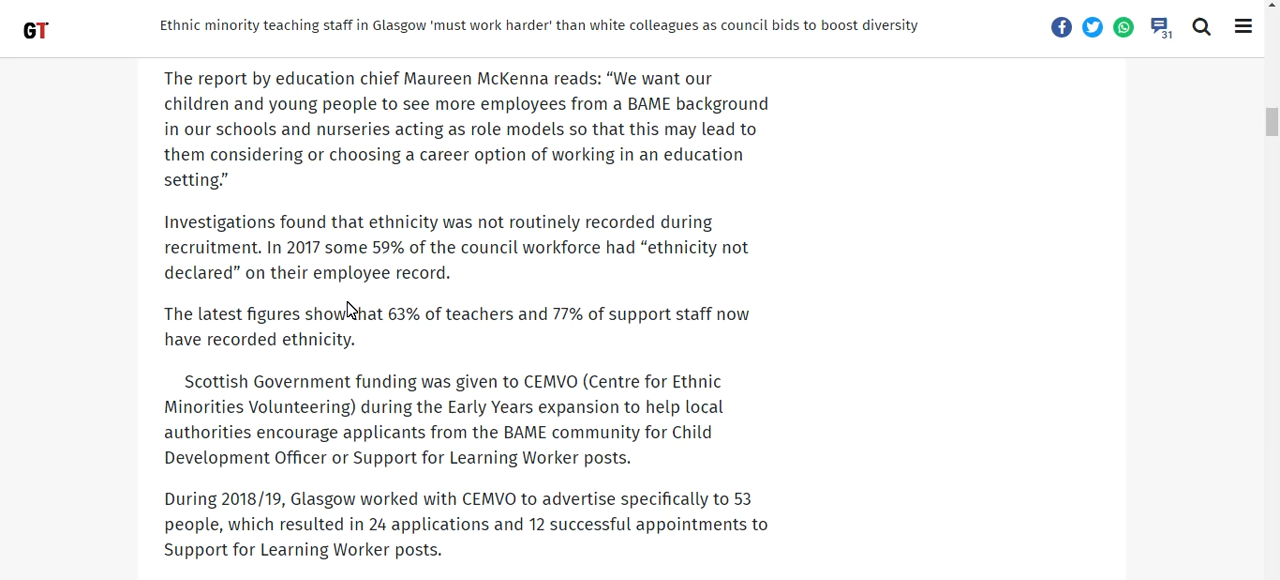 GT
Ethnic minority teaching staff in Glasgow 'must work harder' than white colleagues as council bids to boost diversity
31
The report by education chief Maureen McKenna reads: “We want our
children and young people to see more employees from a BAME background
in our schools and nurseries acting as role models so that this may lead to
them considering or choosing a career option of working in an education
setting.”
Investigations found that ethnicity was not routinely recorded during
recruitment. In 2017 some 59% of the council workforce had “ethnicity not
declared” on their employee record.
The latest figures show that 63% of teachers and 77% of support staff now
have recorded ethnicity.
Scottish Government funding was given to CEMVO (Centre for Ethnic
Minorities Volunteering) during the Early Years expansion to help local
authorities encourage applicants from the BAME community for Child
Development Officer or Support for Learning Worker posts.
During 2018/19, Glasgow worked with CEMVO to advertise specifically to 53
people, which resulted in 24 applications and 12 successful appointments to
Support for Learning Worker posts.